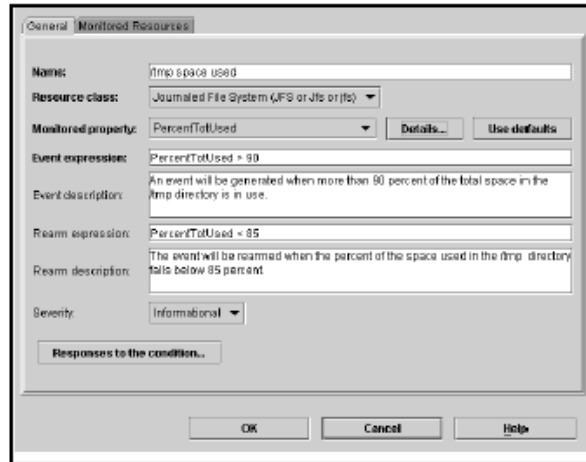 General Monitored Resources
Name: /tmp space used
Resource class: Journaled File System (JFS or Jfs or jfs)
Monitored property: PercentTotUsed Details... Use defaults
Event expression: PercentTotUsed > 90
Event description: An event will be generated when more than 90 percent of the total space in the
/tmp directory is in use.
Rearm expression: PercentTotUsed < 85
Rearm description: The event will be rearmed when the percent of the space used in the /tmp directory
falls below 85 percent
Severity: Informational
Responses to the condition...
OK Cancel Help